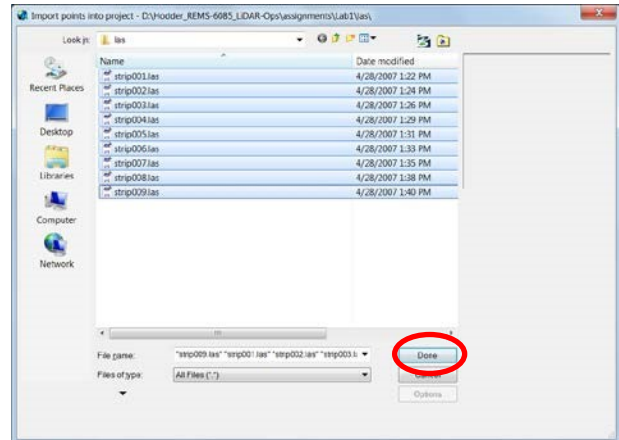 Import points into project - D:\Hodder_REMS-6085_LiDAR-Ops\assignments\Lab1\las\
Look in: las
Name Date modified
strip001.las 4/28/2007 1:22 PM
strip002.las 4/28/2007 1:24 PM
strip003.las 4/28/2007 1:26 PM
strip004.las 4/28/2007 1:29 PM
strip005.las 4/28/2007 1:31 PM
strip006.las 4/28/2007 1:33 PM
strip007.las 4/28/2007 1:35 PM
strip008.las 4/28/2007 1:38 PM
strip009.las 4/28/2007 1:40 PM
Recent Places
Desktop
Libraries
Computer
Network
File name: "strip009.las" "strip001.las" "strip002.las" "strip003.l
Done
Files of type: All Files (*.*)
Cancel
Options